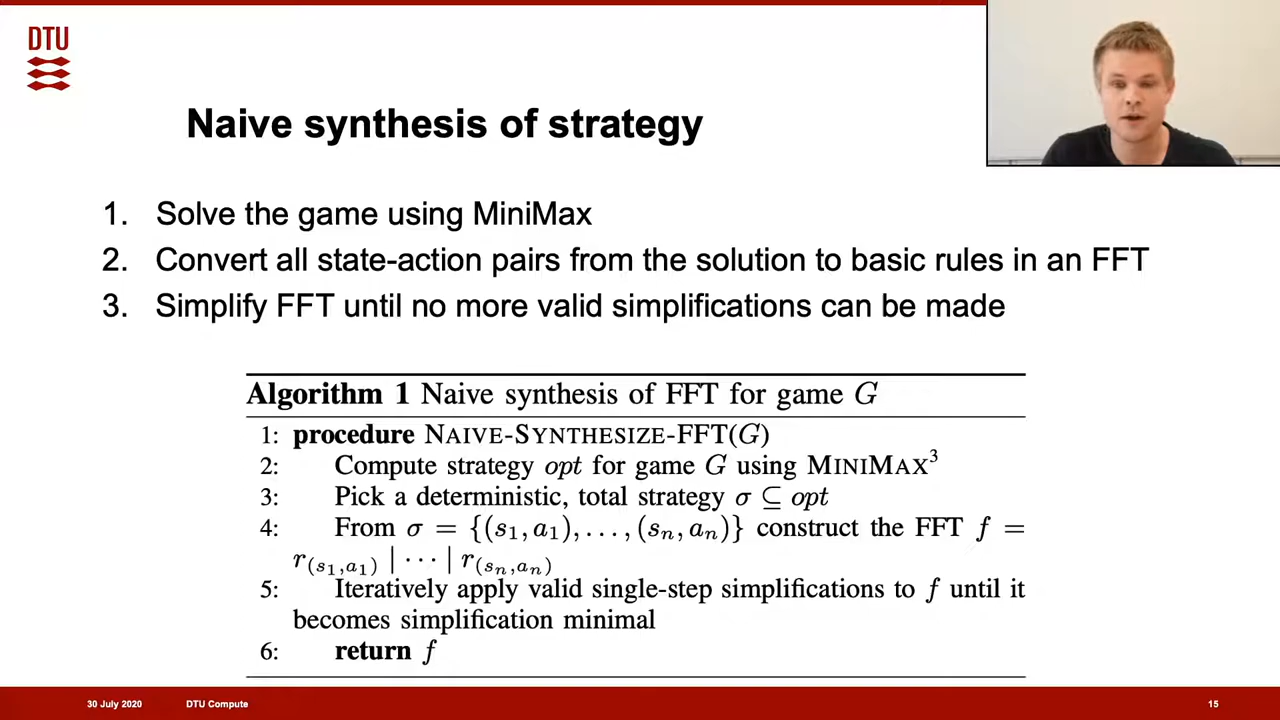 DTU
Naive synthesis of strategy
1. Solve the game using MiniMax
2. Convert all state-action pairs from the solution to basic rules in an FFT
3. Simplify FFT until no more valid simplifications can be made
Algorithm 1 Naive synthesis of FFT for game G
1: procedure NAIVE-SYNTHESIZE-FFT(G)
2: Compute strategy opt for game G using MINIMAX³
3: Pick a deterministic, total strategy σ ⊆ opt
4: From σ = {(s₁, a₁), . . . , (sₙ, aₙ)} construct the FFT f =
r₍s₁,a₁₎ | · · · | r₍sₙ,aₙ₎
5: Iteratively apply valid single-step simplifications to f until it
becomes simplification minimal
6: return f
30 July 2020 DTU Compute 15